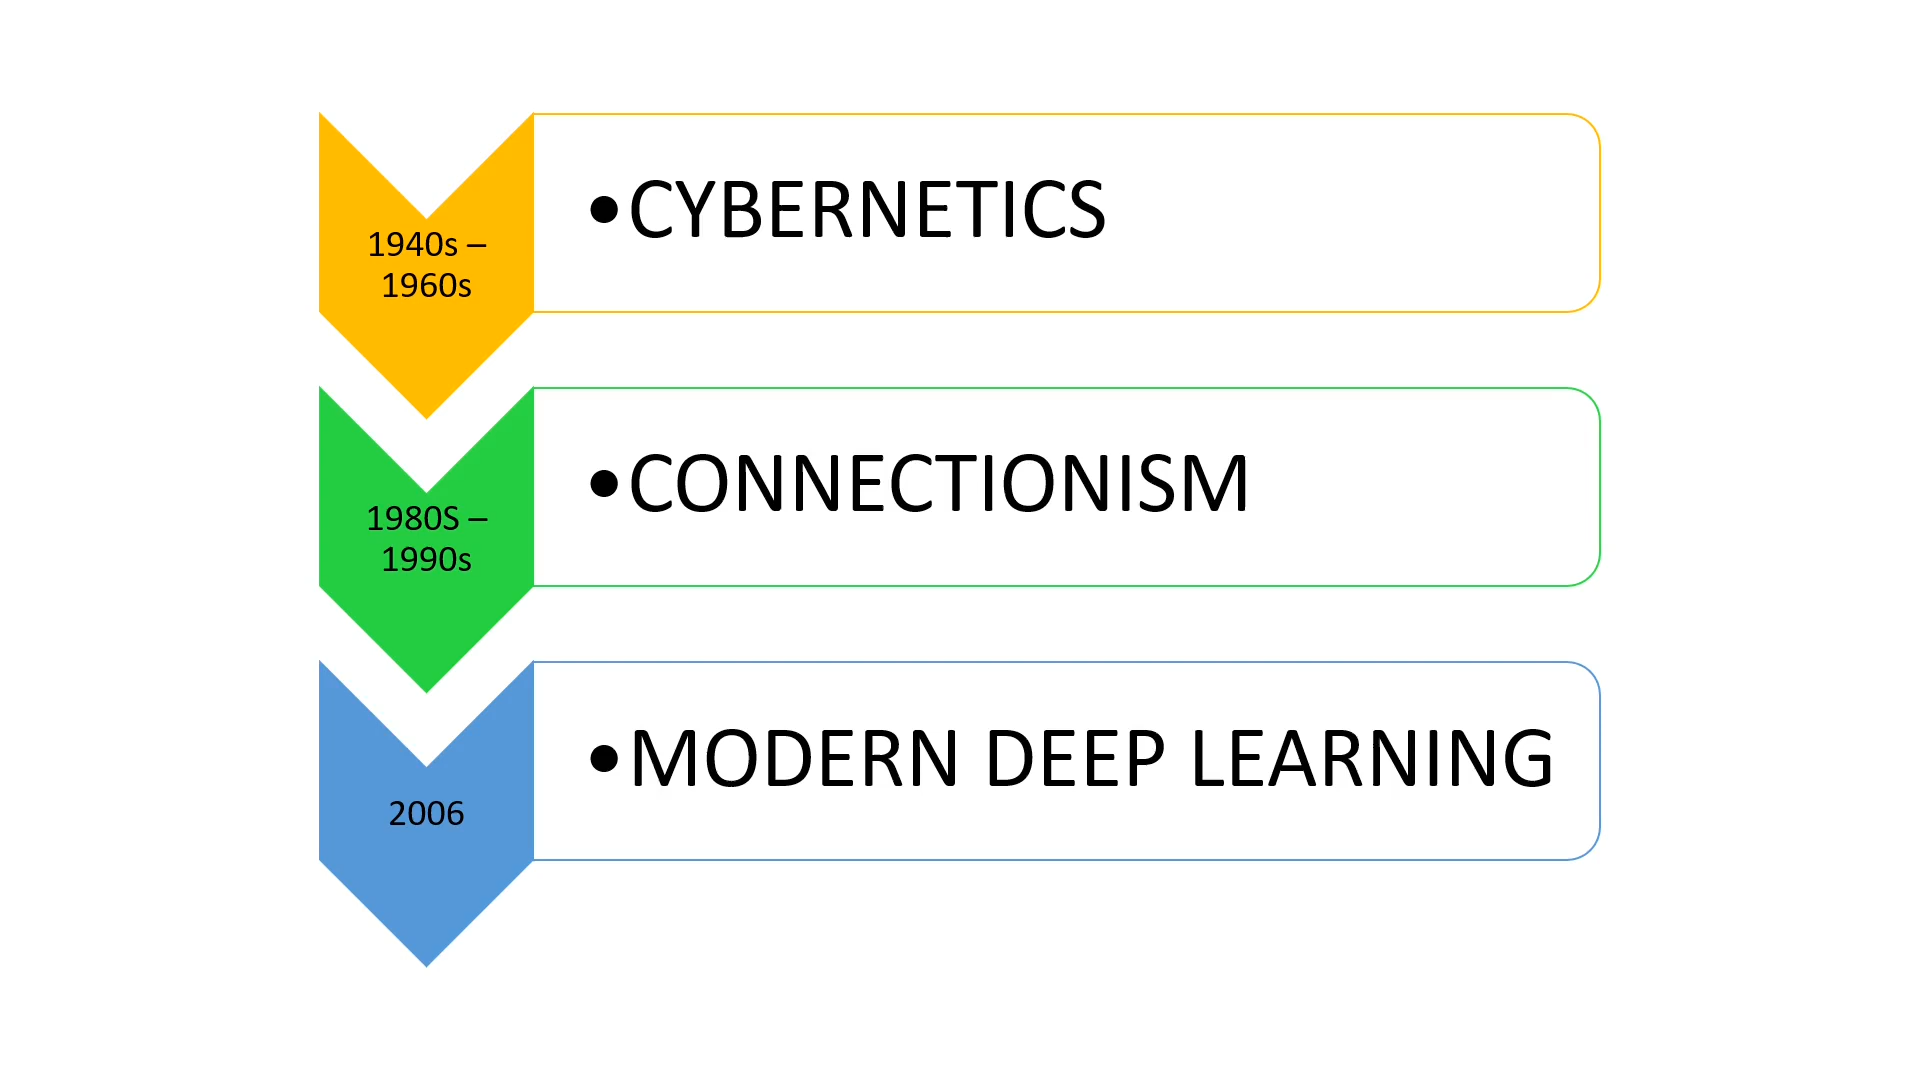 1940s –
1960s
•CYBERNETICS
1980S –
1990s
•CONNECTIONISM
2006
•MODERN DEEP LEARNING